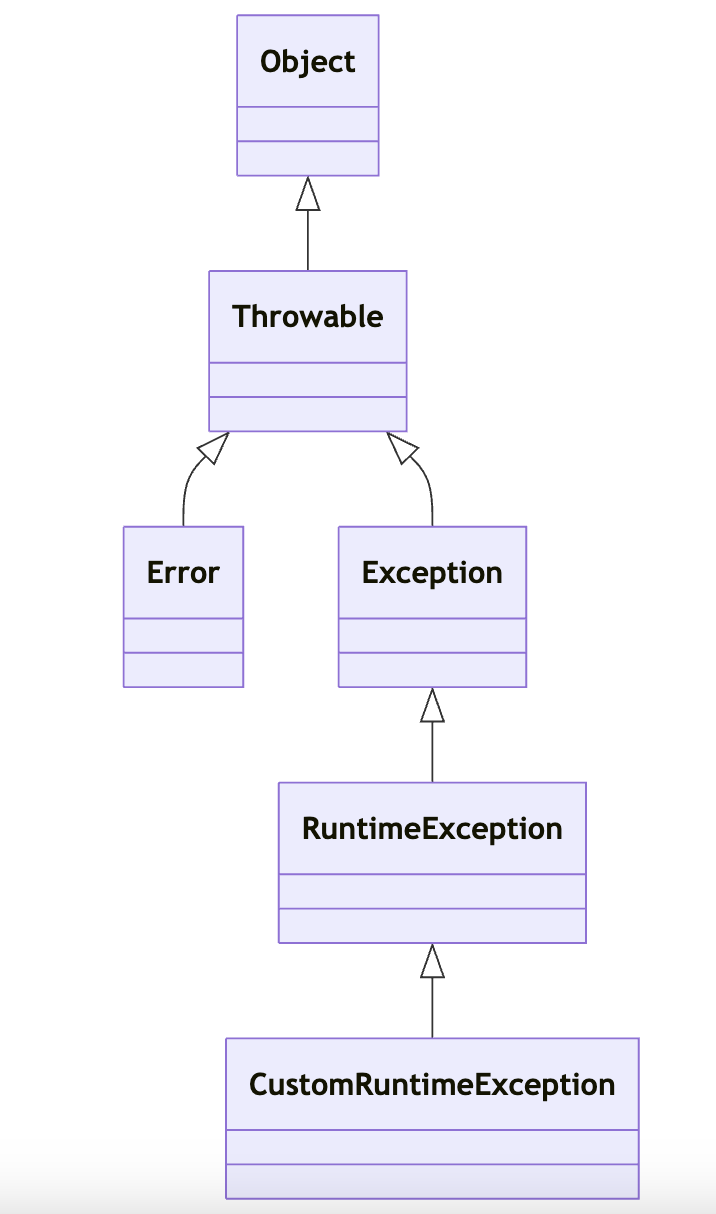 Object
Throwable
Error
Exception
RuntimeException
CustomRuntimeException